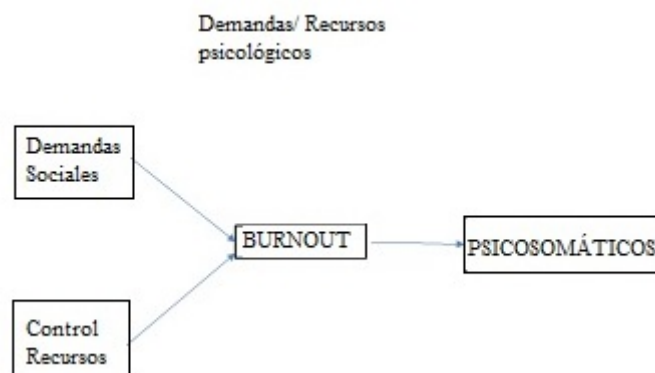 Demandas/ Recursos
psicológicos
Demandas
Sociales
BURNOUT
PSICOSOMÁTICOS
Control
Recursos